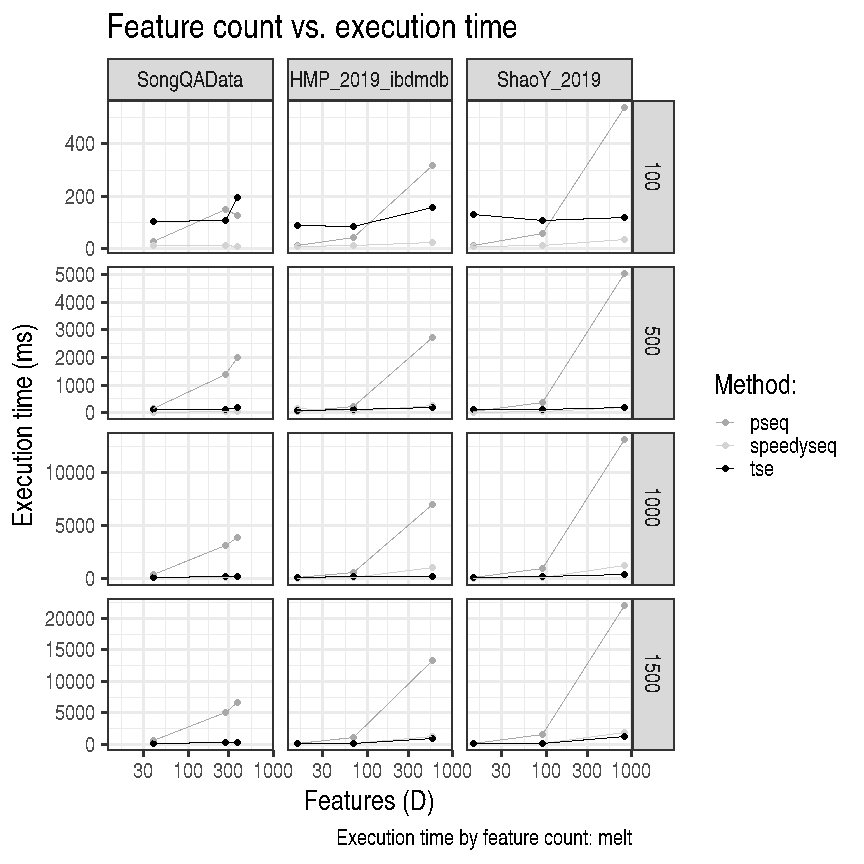 Feature count vs. execution time
SongQAData HMP_2019_ibdmdb ShaoY_2019
400
200
0
100
5000
4000
3000
2000
1000
0
500
10000
5000
0
1000
20000
15000
10000
5000
0
1500
30 100 300 1000 30 100 300 1000 30 100 300 1000
Execution time (ms)
Features (D)
Method:
pseq
speedyseq
tse
Execution time by feature count: melt